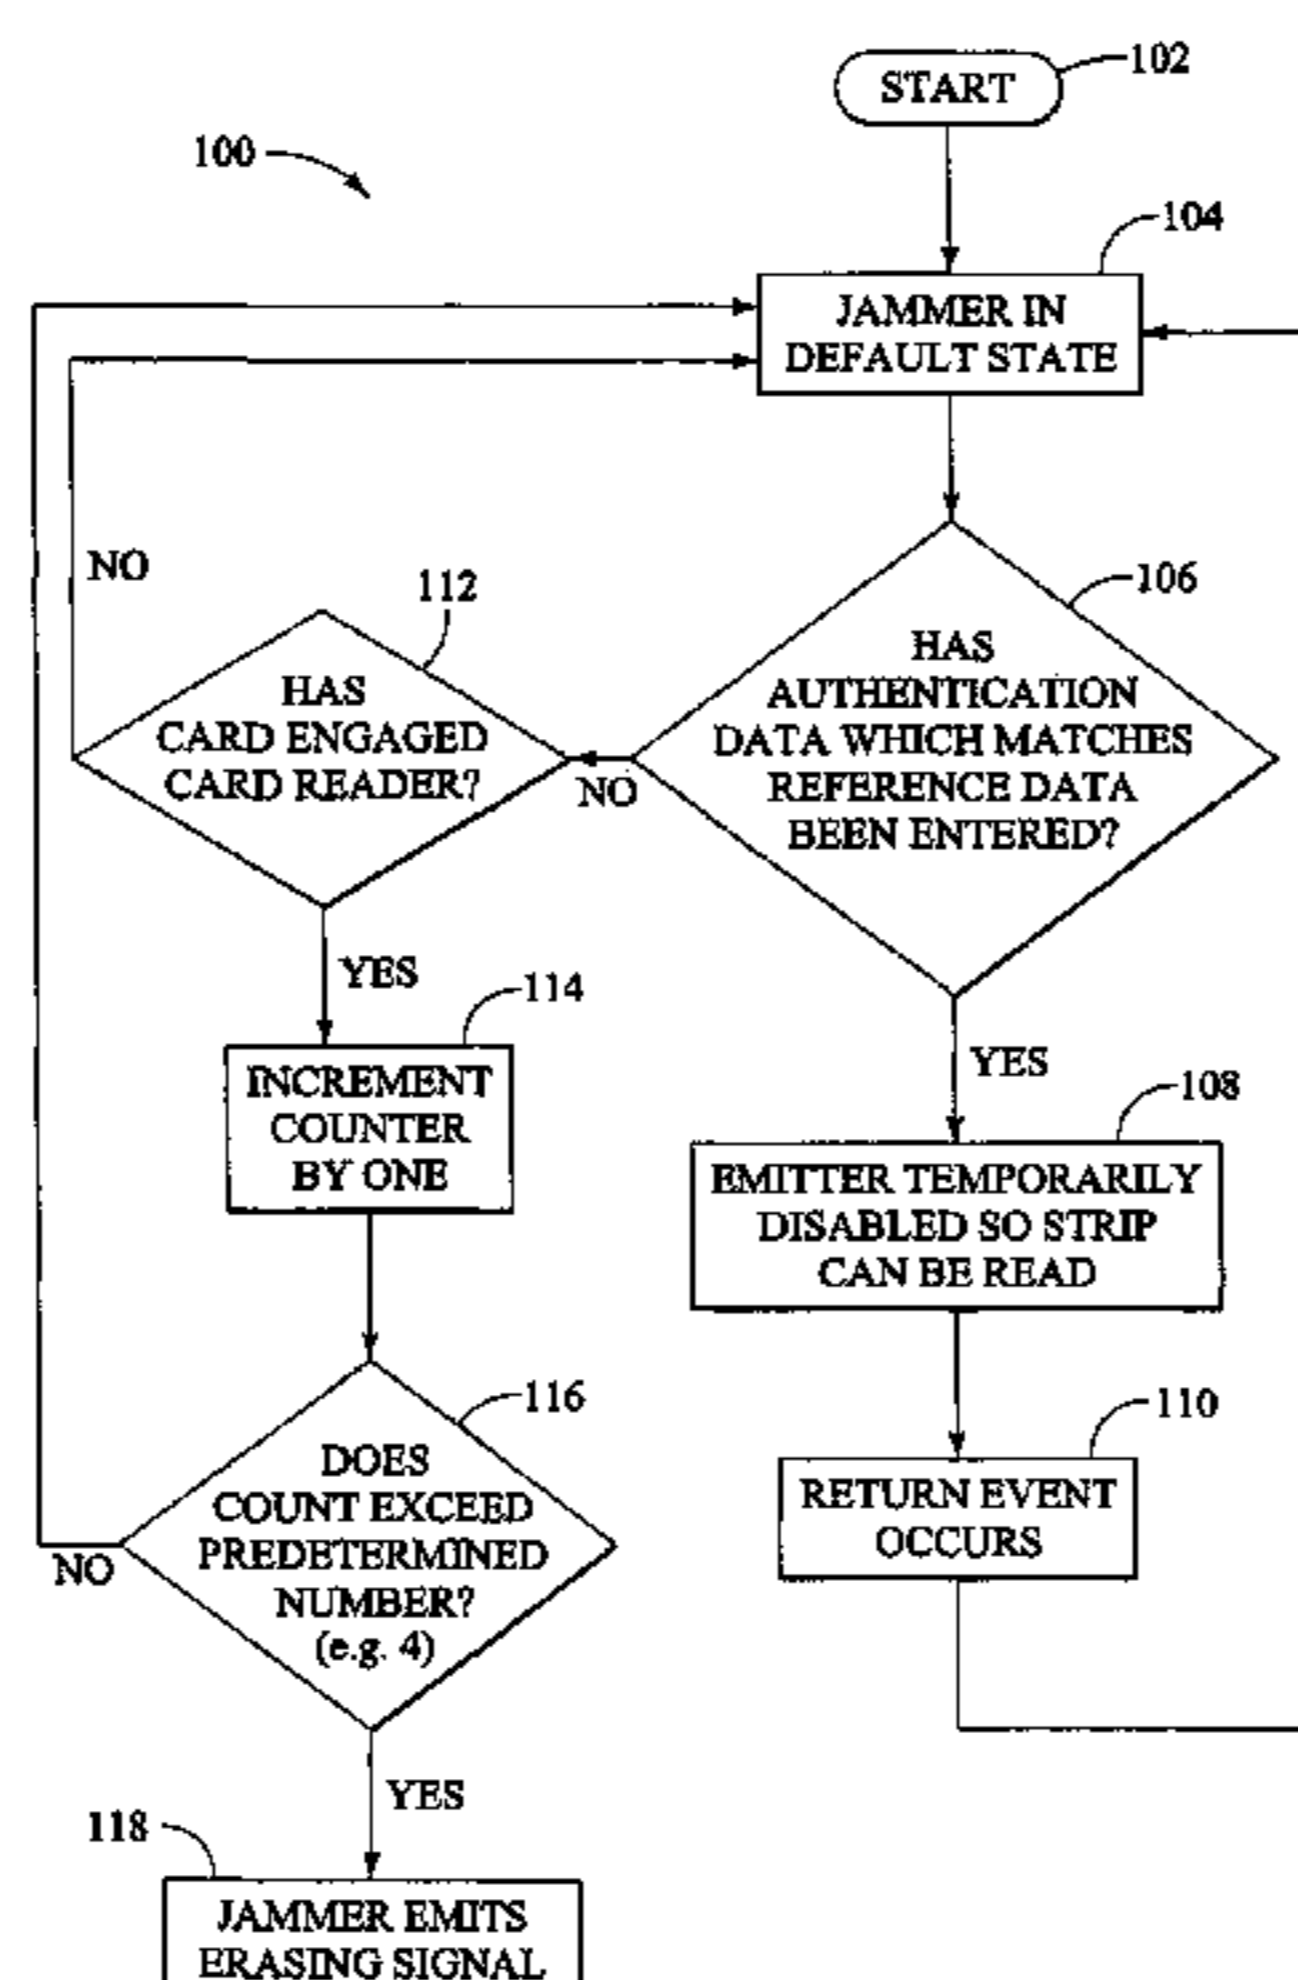 START
102
100
104
JAMMER IN
DEFAULT STATE
NO
112
106
HAS
AUTHENTICATION
DATA WHICH MATCHES
REFERENCE DATA
BEEN ENTERED?
HAS
CARD ENGAGED
CARD READER?
NO
YES
114
YES
INCREMENT
COUNTER
BY ONE
108
EMITTER TEMPORARILY
DISABLED SO STRIP
CAN BE READ
116
110
DOES
COUNT EXCEED
PREDETERMINED
NUMBER?
(e.g. 4)
RETURN EVENT
OCCURS
NO
YES
118
JAMMER EMITS
ERASING SIGNAL